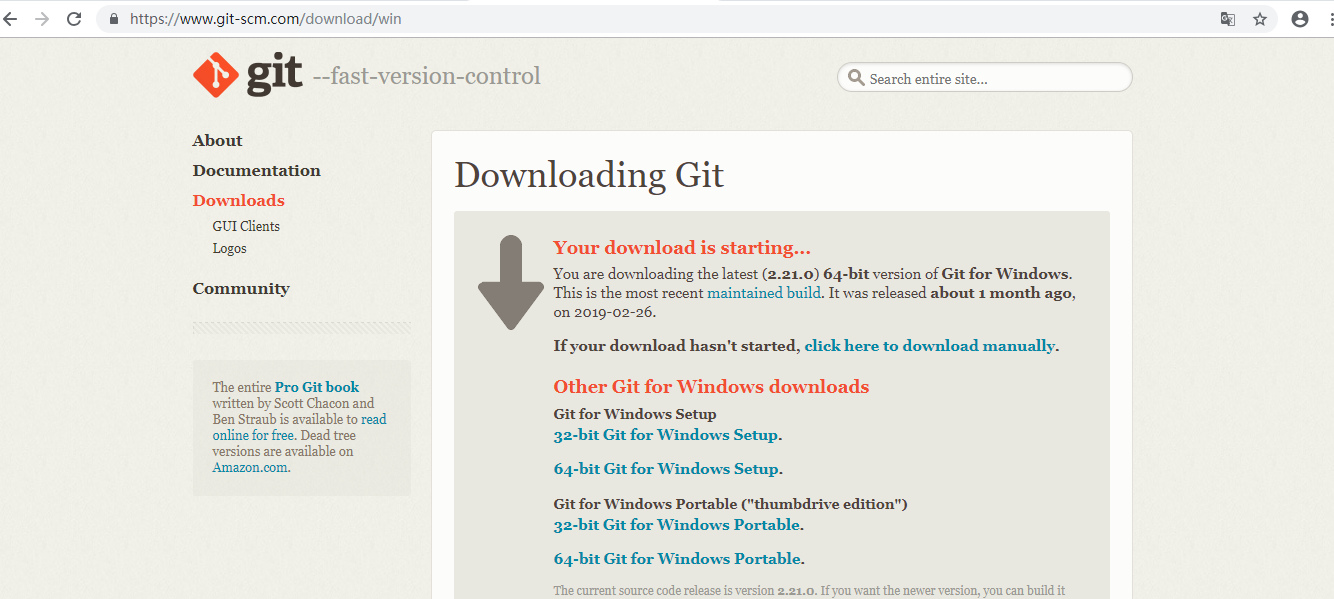 https://www.git-scm.com/download/win
git --fast-version-control
Search entire site...
About
Documentation
Downloads
GUI Clients
Logos
Community
The entire Pro Git book
written by Scott Chacon and
Ben Straub is available to read
online for free. Dead tree
versions are available on
Amazon.com.
Downloading Git
Your download is starting...
You are downloading the latest (2.21.0) 64-bit version of Git for Windows.
This is the most recent maintained build. It was released about 1 month ago,
on 2019-02-26.
If your download hasn't started, click here to download manually.
Other Git for Windows downloads
Git for Windows Setup
32-bit Git for Windows Setup.
64-bit Git for Windows Setup.
Git for Windows Portable ("thumbdrive edition")
32-bit Git for Windows Portable.
64-bit Git for Windows Portable.
The current source code release is version 2.21.0. If you want the newer version, you can build it